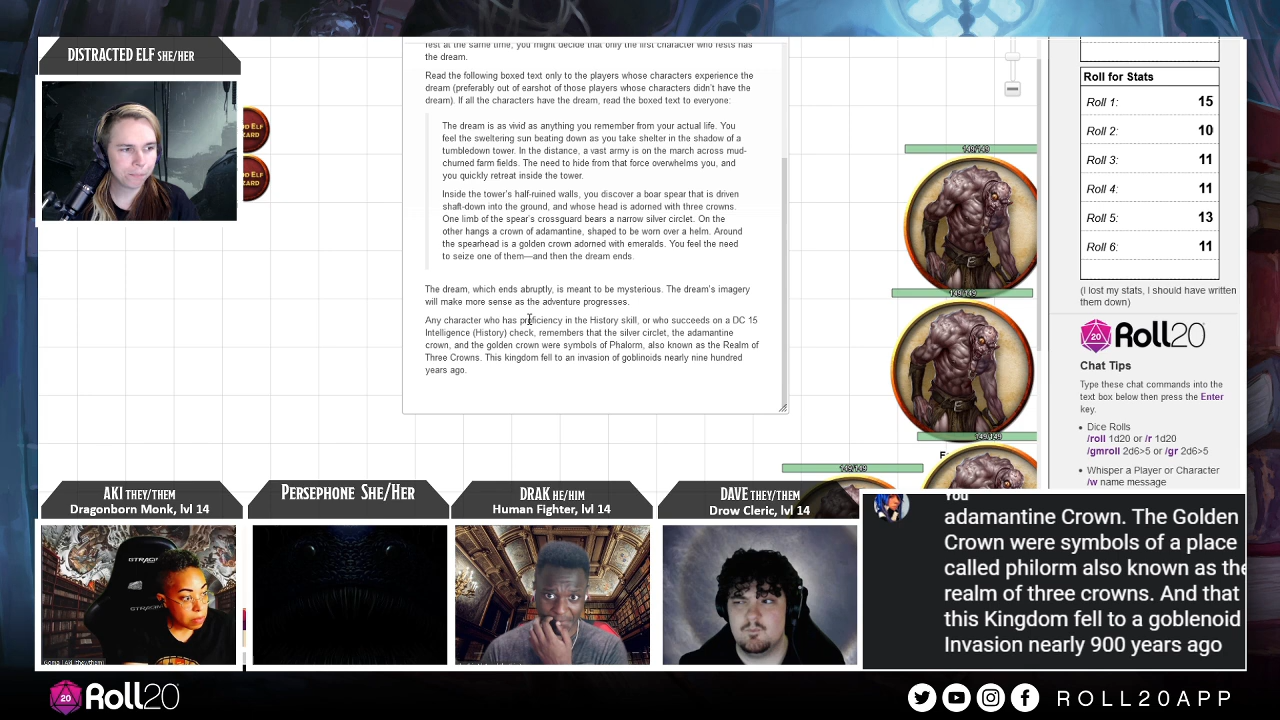 DISTRACTED ELF SHE/HER
OD ELF
ZARD
OD ELF
ZARD
rest at the same time, you might decide that only the first character who rests has
the dream.
Read the following boxed text only to the players whose characters experience the
dream (preferably out of earshot of those players whose characters didn't have the
dream). If all the characters have the dream, read the boxed text to everyone:
The dream is as vivid as anything you remember from your actual life. You
feel the sweltering sun beating down as you take shelter in the shadow of a
tumbledown tower. In the distance, a vast army is on the march across mud-
churned farm fields. The need to hide from that force overwhelms you, and
you quickly retreat inside the tower.
Inside the tower's half-ruined walls, you discover a boar spear that is driven
shaft-down into the ground, and whose head is adorned with three crowns.
One limb of the spear's crossguard bears a narrow silver circlet. On the
other hangs a crown of adamantine, shaped to be worn over a helm. Around
the spearhead is a golden crown adorned with emeralds. You feel the need
to seize one of them—and then the dream ends.
The dream, which ends abruptly, is meant to be mysterious. The dream's imagery
will make more sense as the adventure progresses.
Any character who has proficiency in the History skill, or who succeeds on a DC 15
Intelligence (History) check, remembers that the silver circlet, the adamantine
crown, and the golden crown were symbols of Phalorm, also known as the Realm of
Three Crowns. This kingdom fell to an invasion of goblinoids nearly nine hundred
years ago.
149/149
149/149
149/149
149/149
Roll for Stats
Roll 1: 15
Roll 2: 10
Roll 3: 11
Roll 4: 11
Roll 5: 13
Roll 6: 11
(I lost my stats, I should have written
them down)
20 Roll20
Chat Tips
Type these chat commands into the
text box below then press the Enter
key.
• Dice Rolls
/roll 1d20 or /r 1d20
/gmroll 2d6>5 or /gr 2d6>5
• Whisper a Player or Character
/w name message
AKI THEY/THEM
Dragonborn Monk, lvl 14
PERSEPHONE SHE/HER
DRAK HE/HIM
Human Fighter, lvl 14
DAVE THEY/THEM
Drow Cleric, lvl 14
GTRACING
You
adamantine Crown. The Golden
Crown were symbols of a place
called philorm also known as the
realm of three crowns. And that
this Kingdom fell to a goblenoid
Invasion nearly 900 years ago
20 Roll20
ROLL20APP